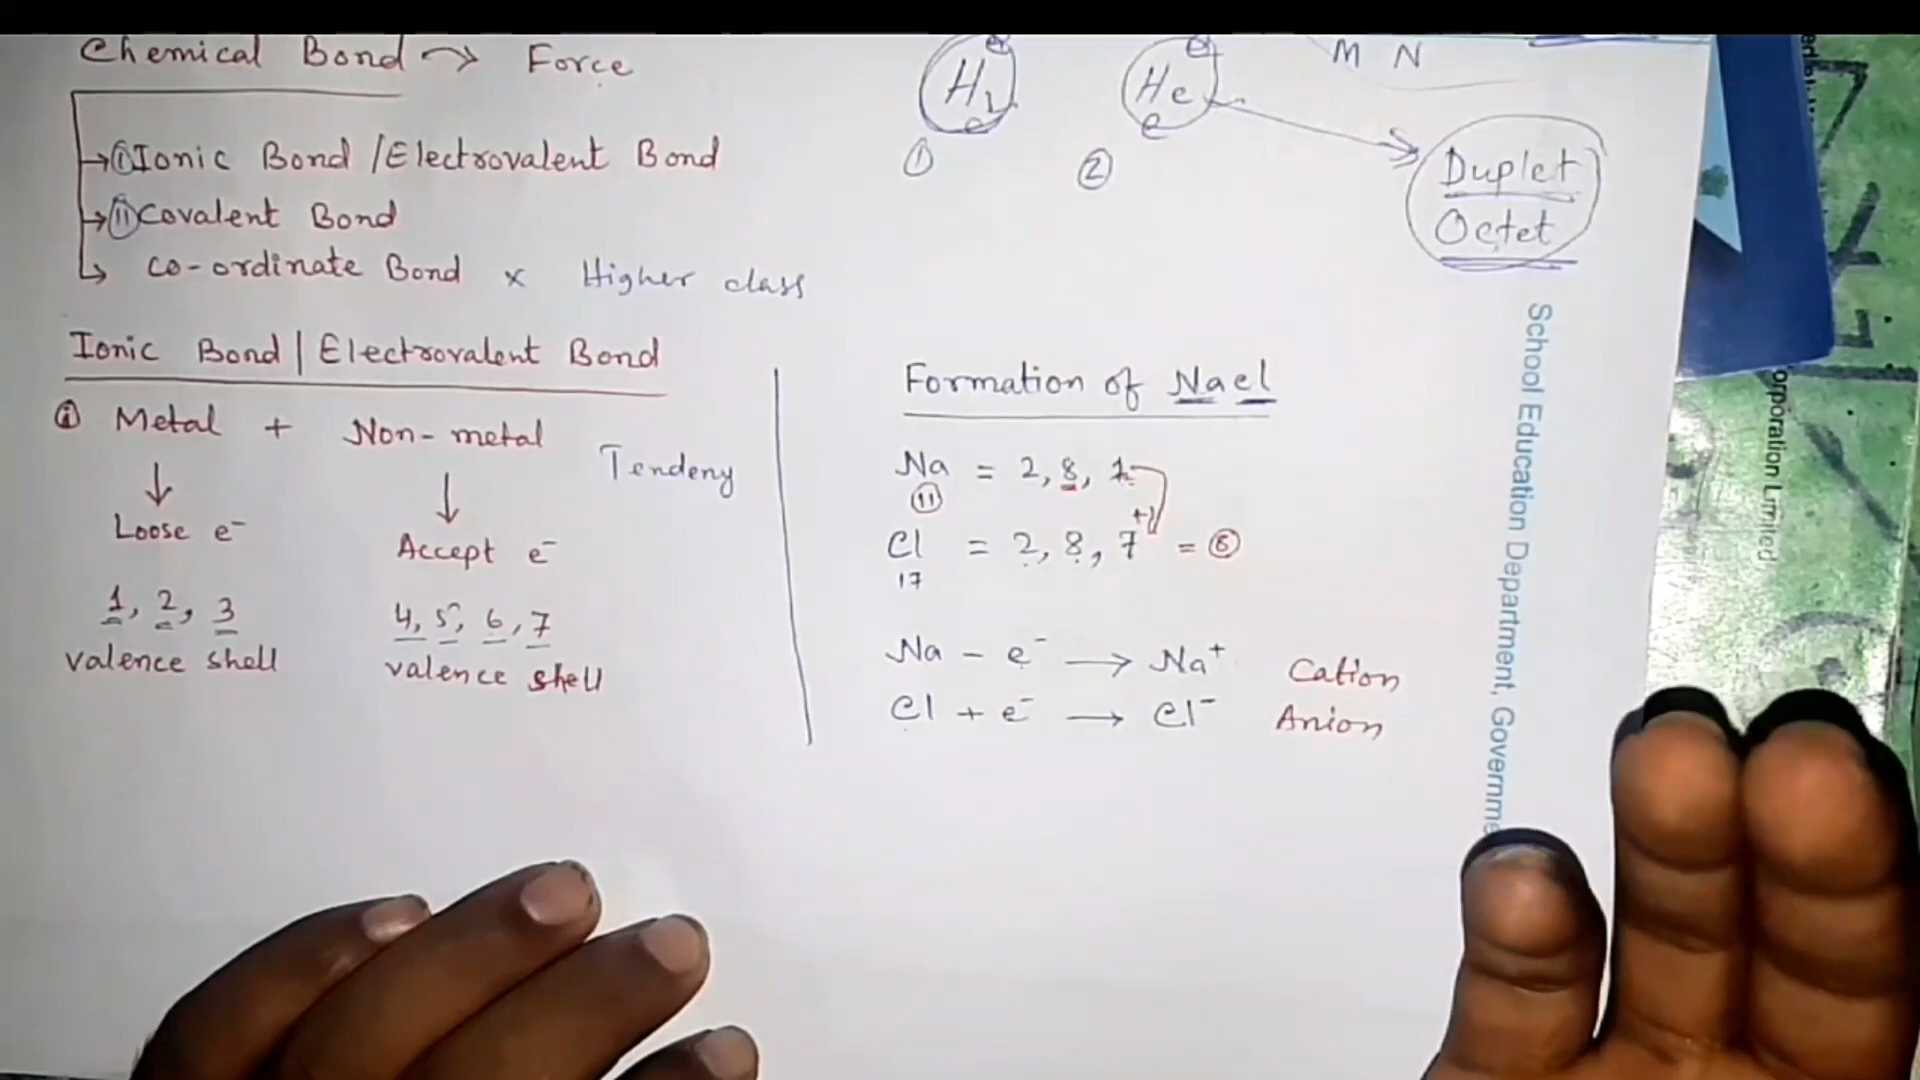 Chemical Bond → Force
→ (i) Ionic Bond / Electrovalent Bond
→ (ii) Covalent Bond
↳ co-ordinate Bond × Higher class
Ionic Bond | Electrovalent Bond
(i) Metal + Non-metal
Tendeny
↓ ↓
Loose e⁻ Accept e⁻
1, 2, 3 4, 5, 6, 7
valence shell valence shell
M N
H
He
e e
① ②
Duplet
Octet
Formation of Nacl
Na = 2, 8, 1
⑪
+1
Cl = 2, 8, 7 = ⑧
17
Na - e⁻ → Na⁺ Cation
Cl + e⁻ → Cl⁻ Anion
School Education Department, Governme
orporation Limited